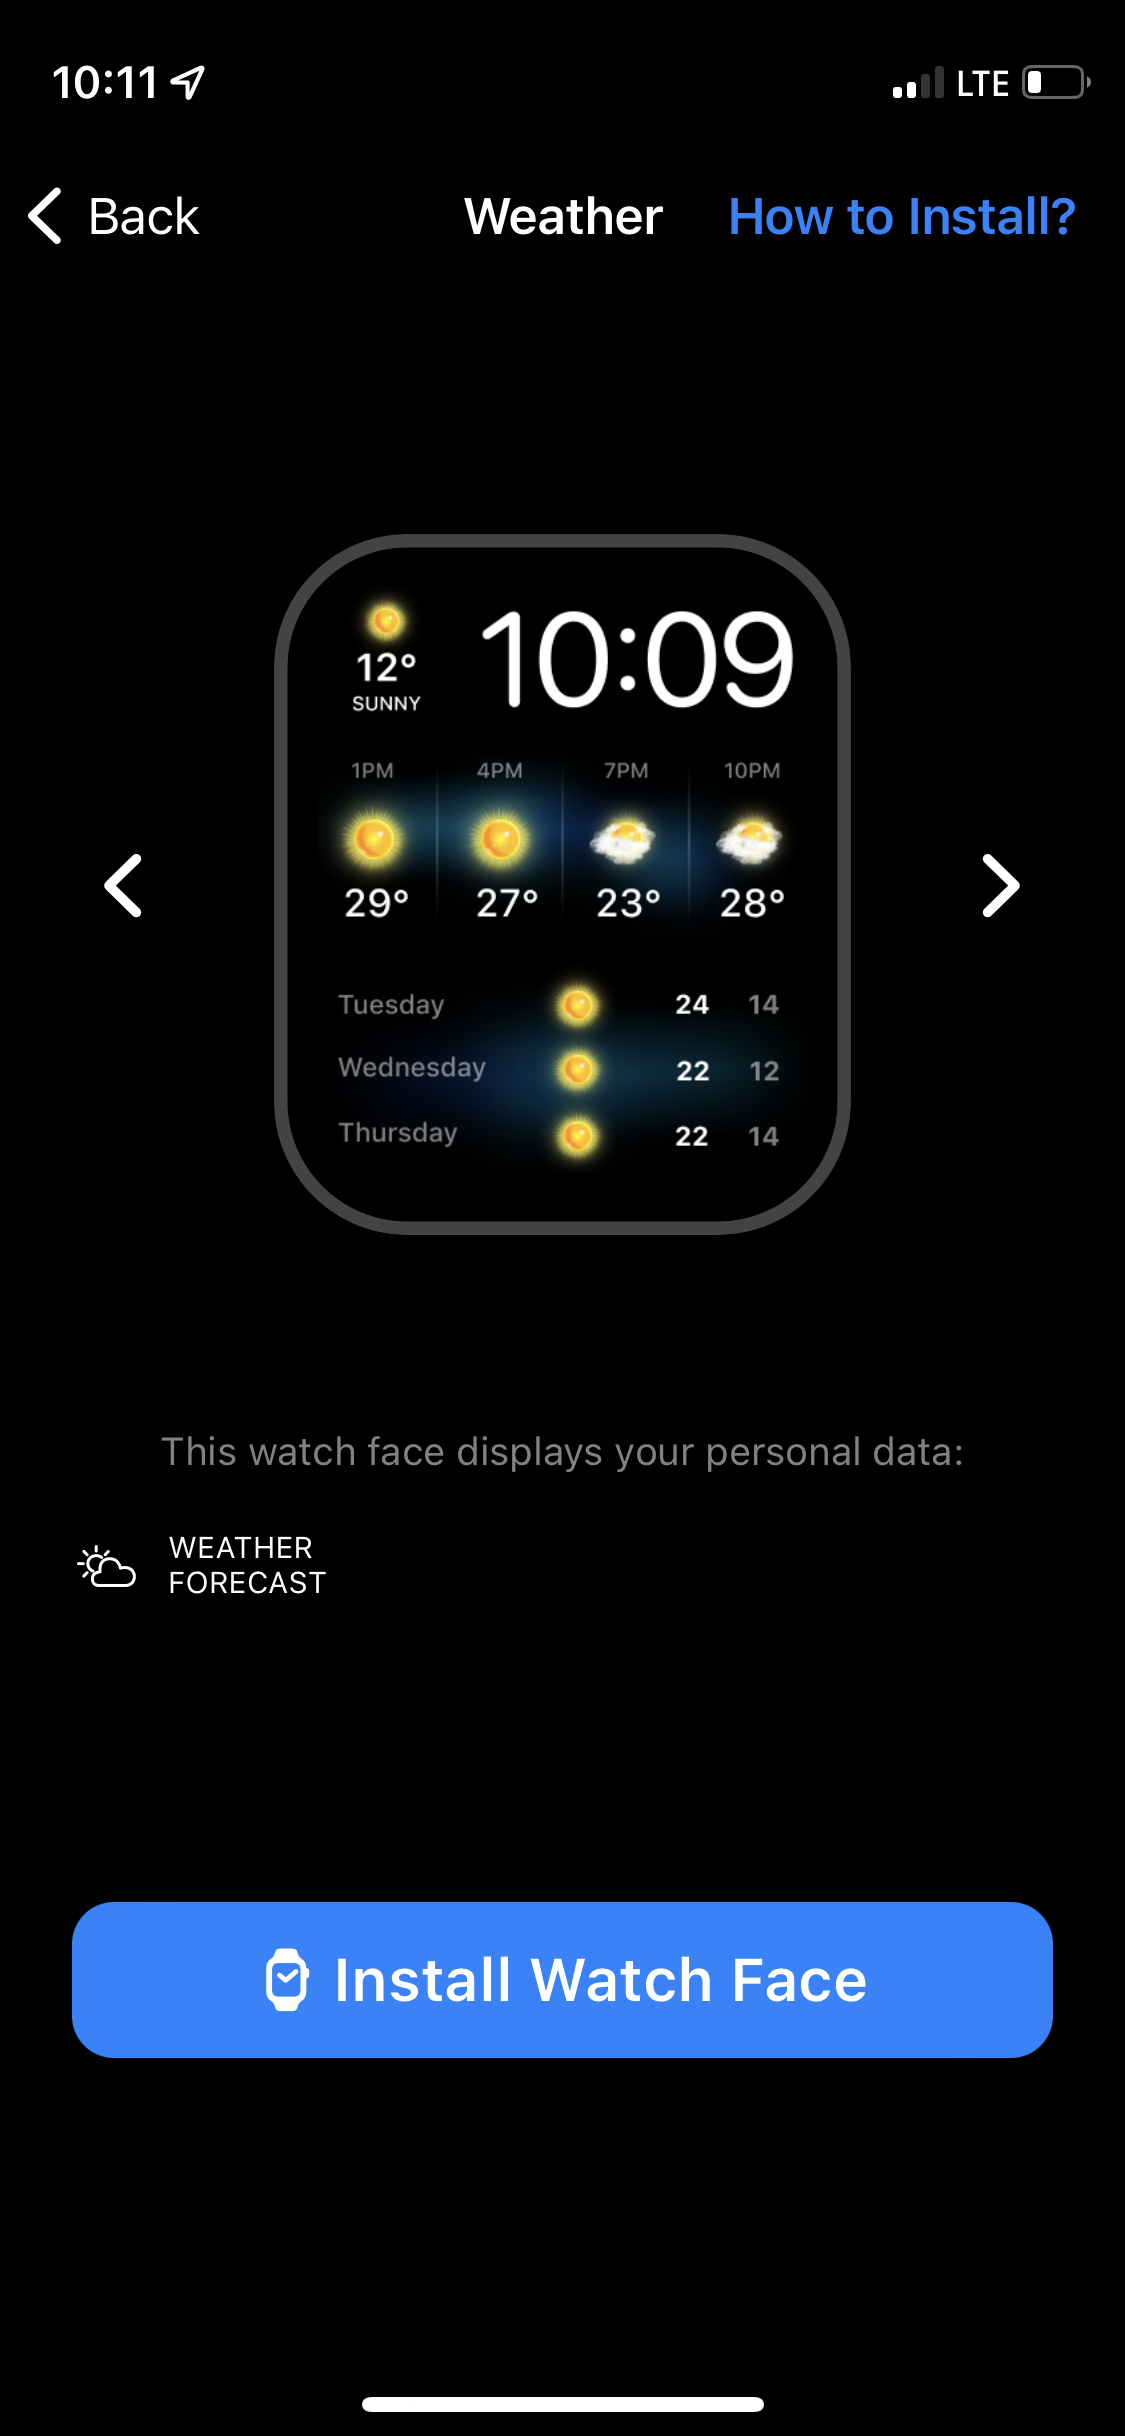 10:11 LTE
Back Weather How to Install?
12° 10:09
SUNNY
1PM 4PM 7PM 10PM
29° 27° 23° 28°
Tuesday 24 14
Wednesday 22 12
Thursday 22 14
This watch face displays your personal data:
WEATHER
FORECAST
Install Watch Face